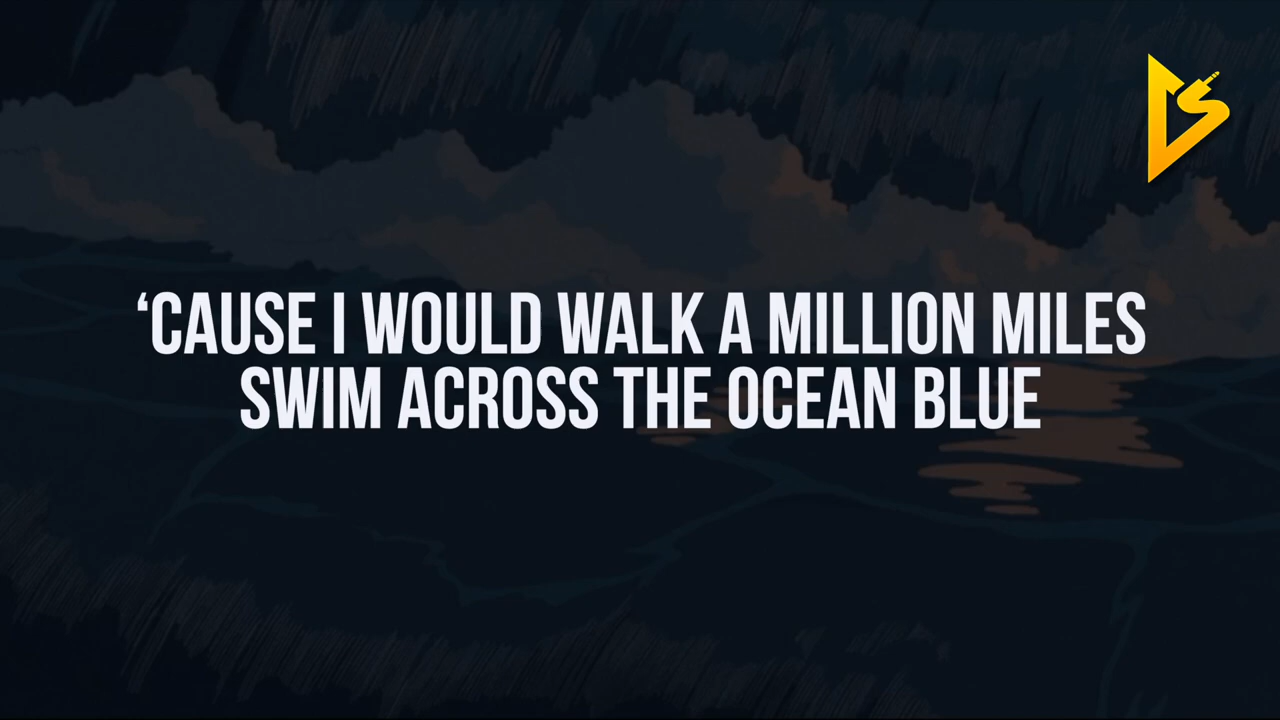 ‘CAUSE I WOULD WALK A MILLION MILES
SWIM ACROSS THE OCEAN BLUE